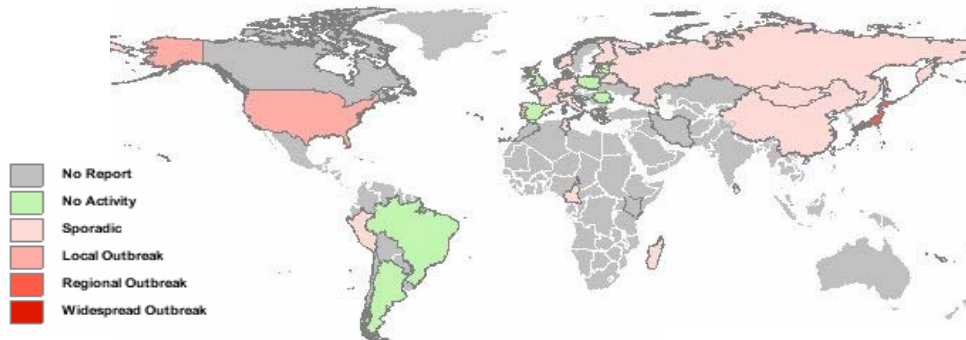 No Report
No Activity
Sporadic
Local Outbreak
Regional Outbreak
Widespread Outbreak